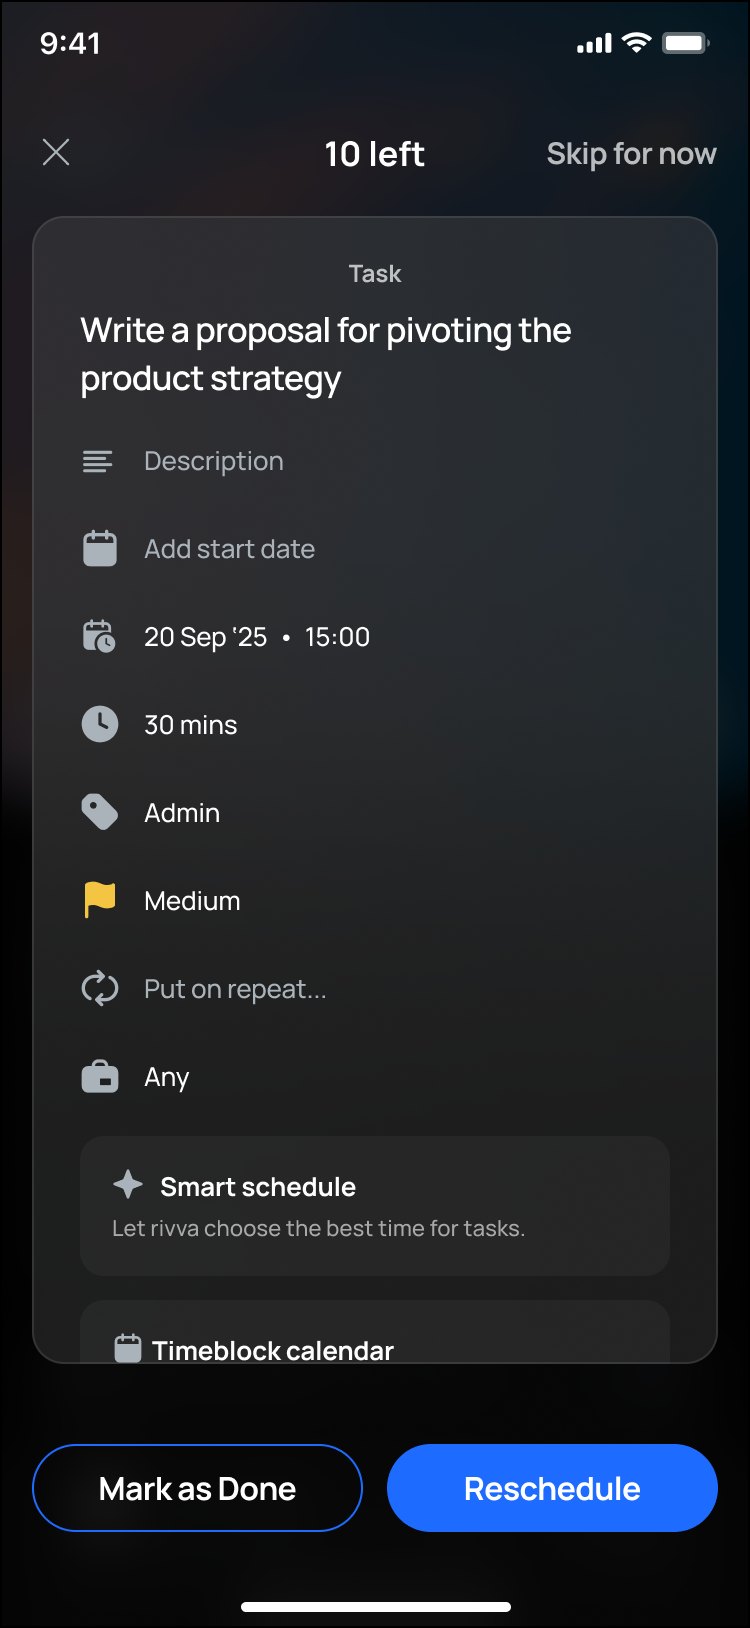 9:41
10 left
Skip for now
Task
Write a proposal for pivoting the
product strategy
Description
Add start date
20 Sep ‘25 • 15:00
30 mins
Admin
Medium
Put on repeat...
Any
Smart schedule
Let rivva choose the best time for tasks.
Timeblock calendar
Mark as Done
Reschedule